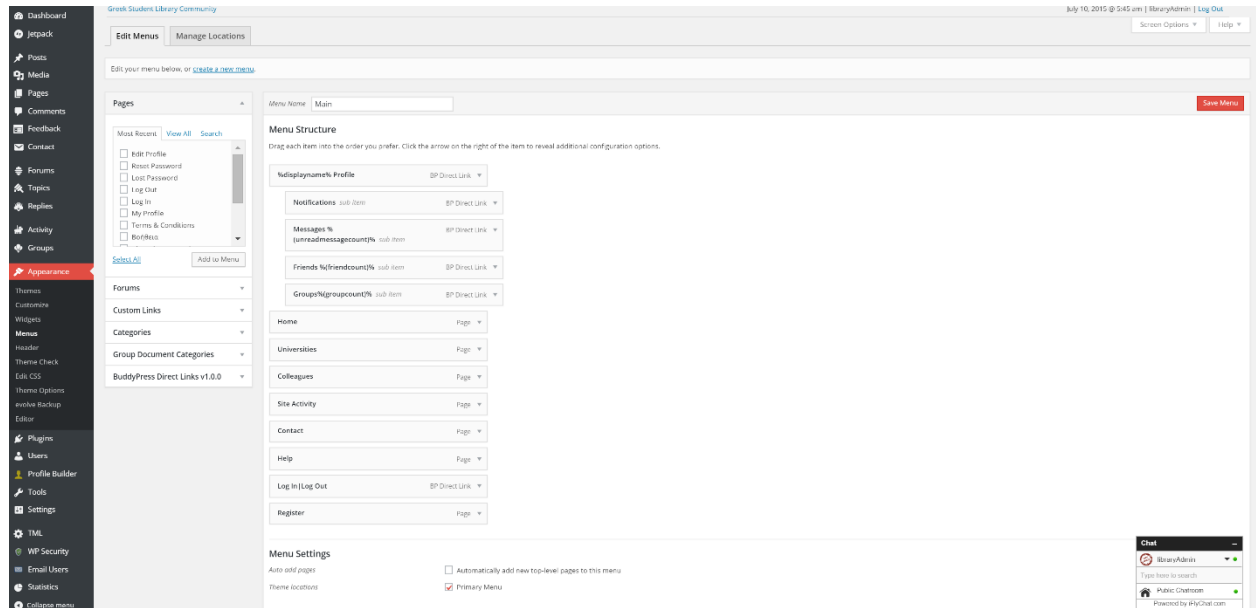 Dashboard
Jetpack
Posts
Media
Pages
Comments
Feedback
Contact
Forums
Topics
Replies
Activity
Groups
Appearance
Themes
Customize
Widgets
Menus
Header
Theme Check
Edit CSS
Theme Options
evolve Backup
Editor
Plugins
Users
Profile Builder
Tools
Settings
TML
WP Security
Email Users
Statistics
Collapse menu
Greek Student Library Community
July 10, 2015 @ 5:45 am | libraryAdmin | Log Out
Screen Options ▼ Help ▼
Edit Menus Manage Locations
Edit your menu below, or create a new menu.
Pages
Most Recent View All Search
Edit Profile
Reset Password
Lost Password
Log Out
Log In
My Profile
Terms & Conditions
Βοήθεια
Select All Add to Menu
Forums
Custom Links
Categories
Group Document Categories
BuddyPress Direct Links v1.0.0
Menu Name Main Save Menu
Menu Structure
Drag each item into the order you prefer. Click the arrow on the right of the item to reveal additional configuration options.
%displayname% Profile BP Direct Link
Notifications sub item BP Direct Link
Messages % BP Direct Link
(unreadmessagecount)% sub item
Friends %(friendcount)% sub item BP Direct Link
Groups%(groupcount)% sub item BP Direct Link
Home Page
Universities Page
Colleagues Page
Site Activity Page
Contact Page
Help Page
Log In|Log Out BP Direct Link
Register Page
Menu Settings
Auto add pages Automatically add new top-level pages to this menu
Theme locations Primary Menu
Chat
libraryAdmin
Type here to search
Public Chatroom
Powered by iFlyChat.com